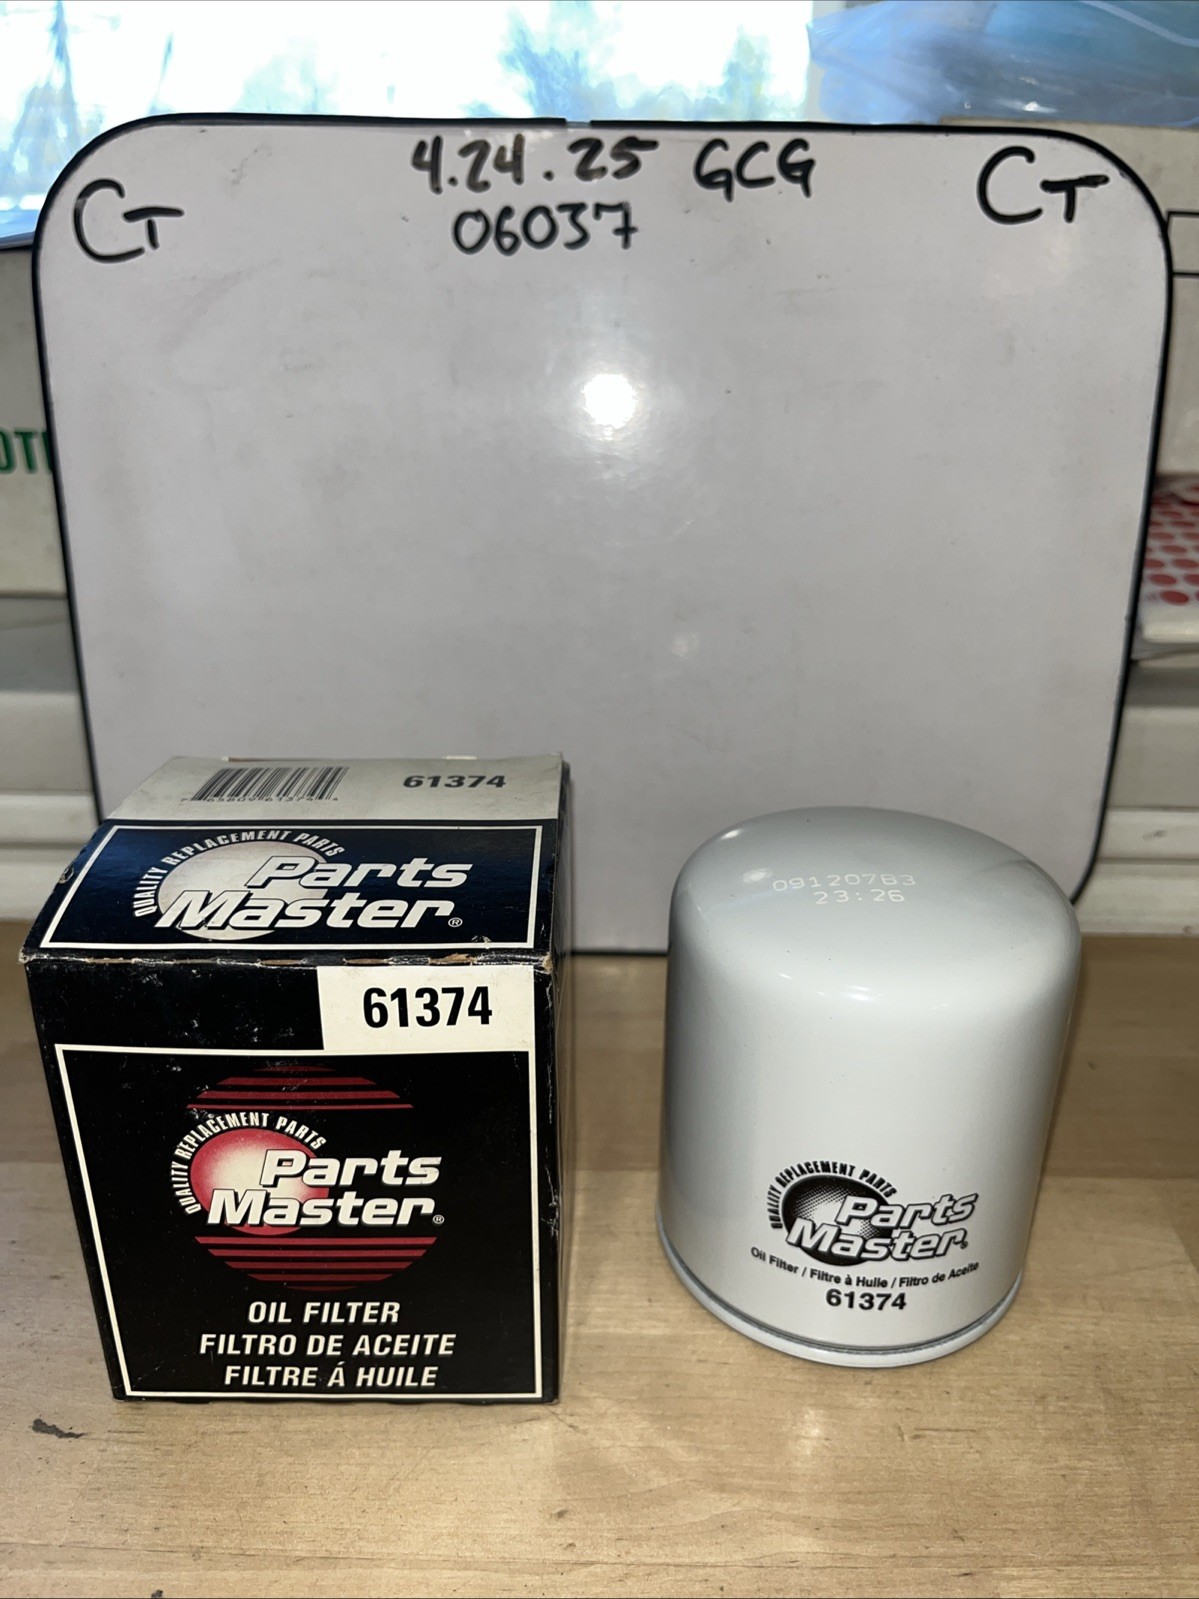 4.24.25 GCG
CT
CT
06037
61374
QUALITY REPLACEMENT PARTS
Parts
Master®
61374
QUALITY REPLACEMENT PARTS
Parts
Master®
OIL FILTER
FILTRO DE ACEITE
FILTRE Á HUILE
091207B3
23:26
QUALITY REPLACEMENT PARTS
Parts
Master®
Oil Filter / Filtre à Huile / Filtro de Aceite
61374